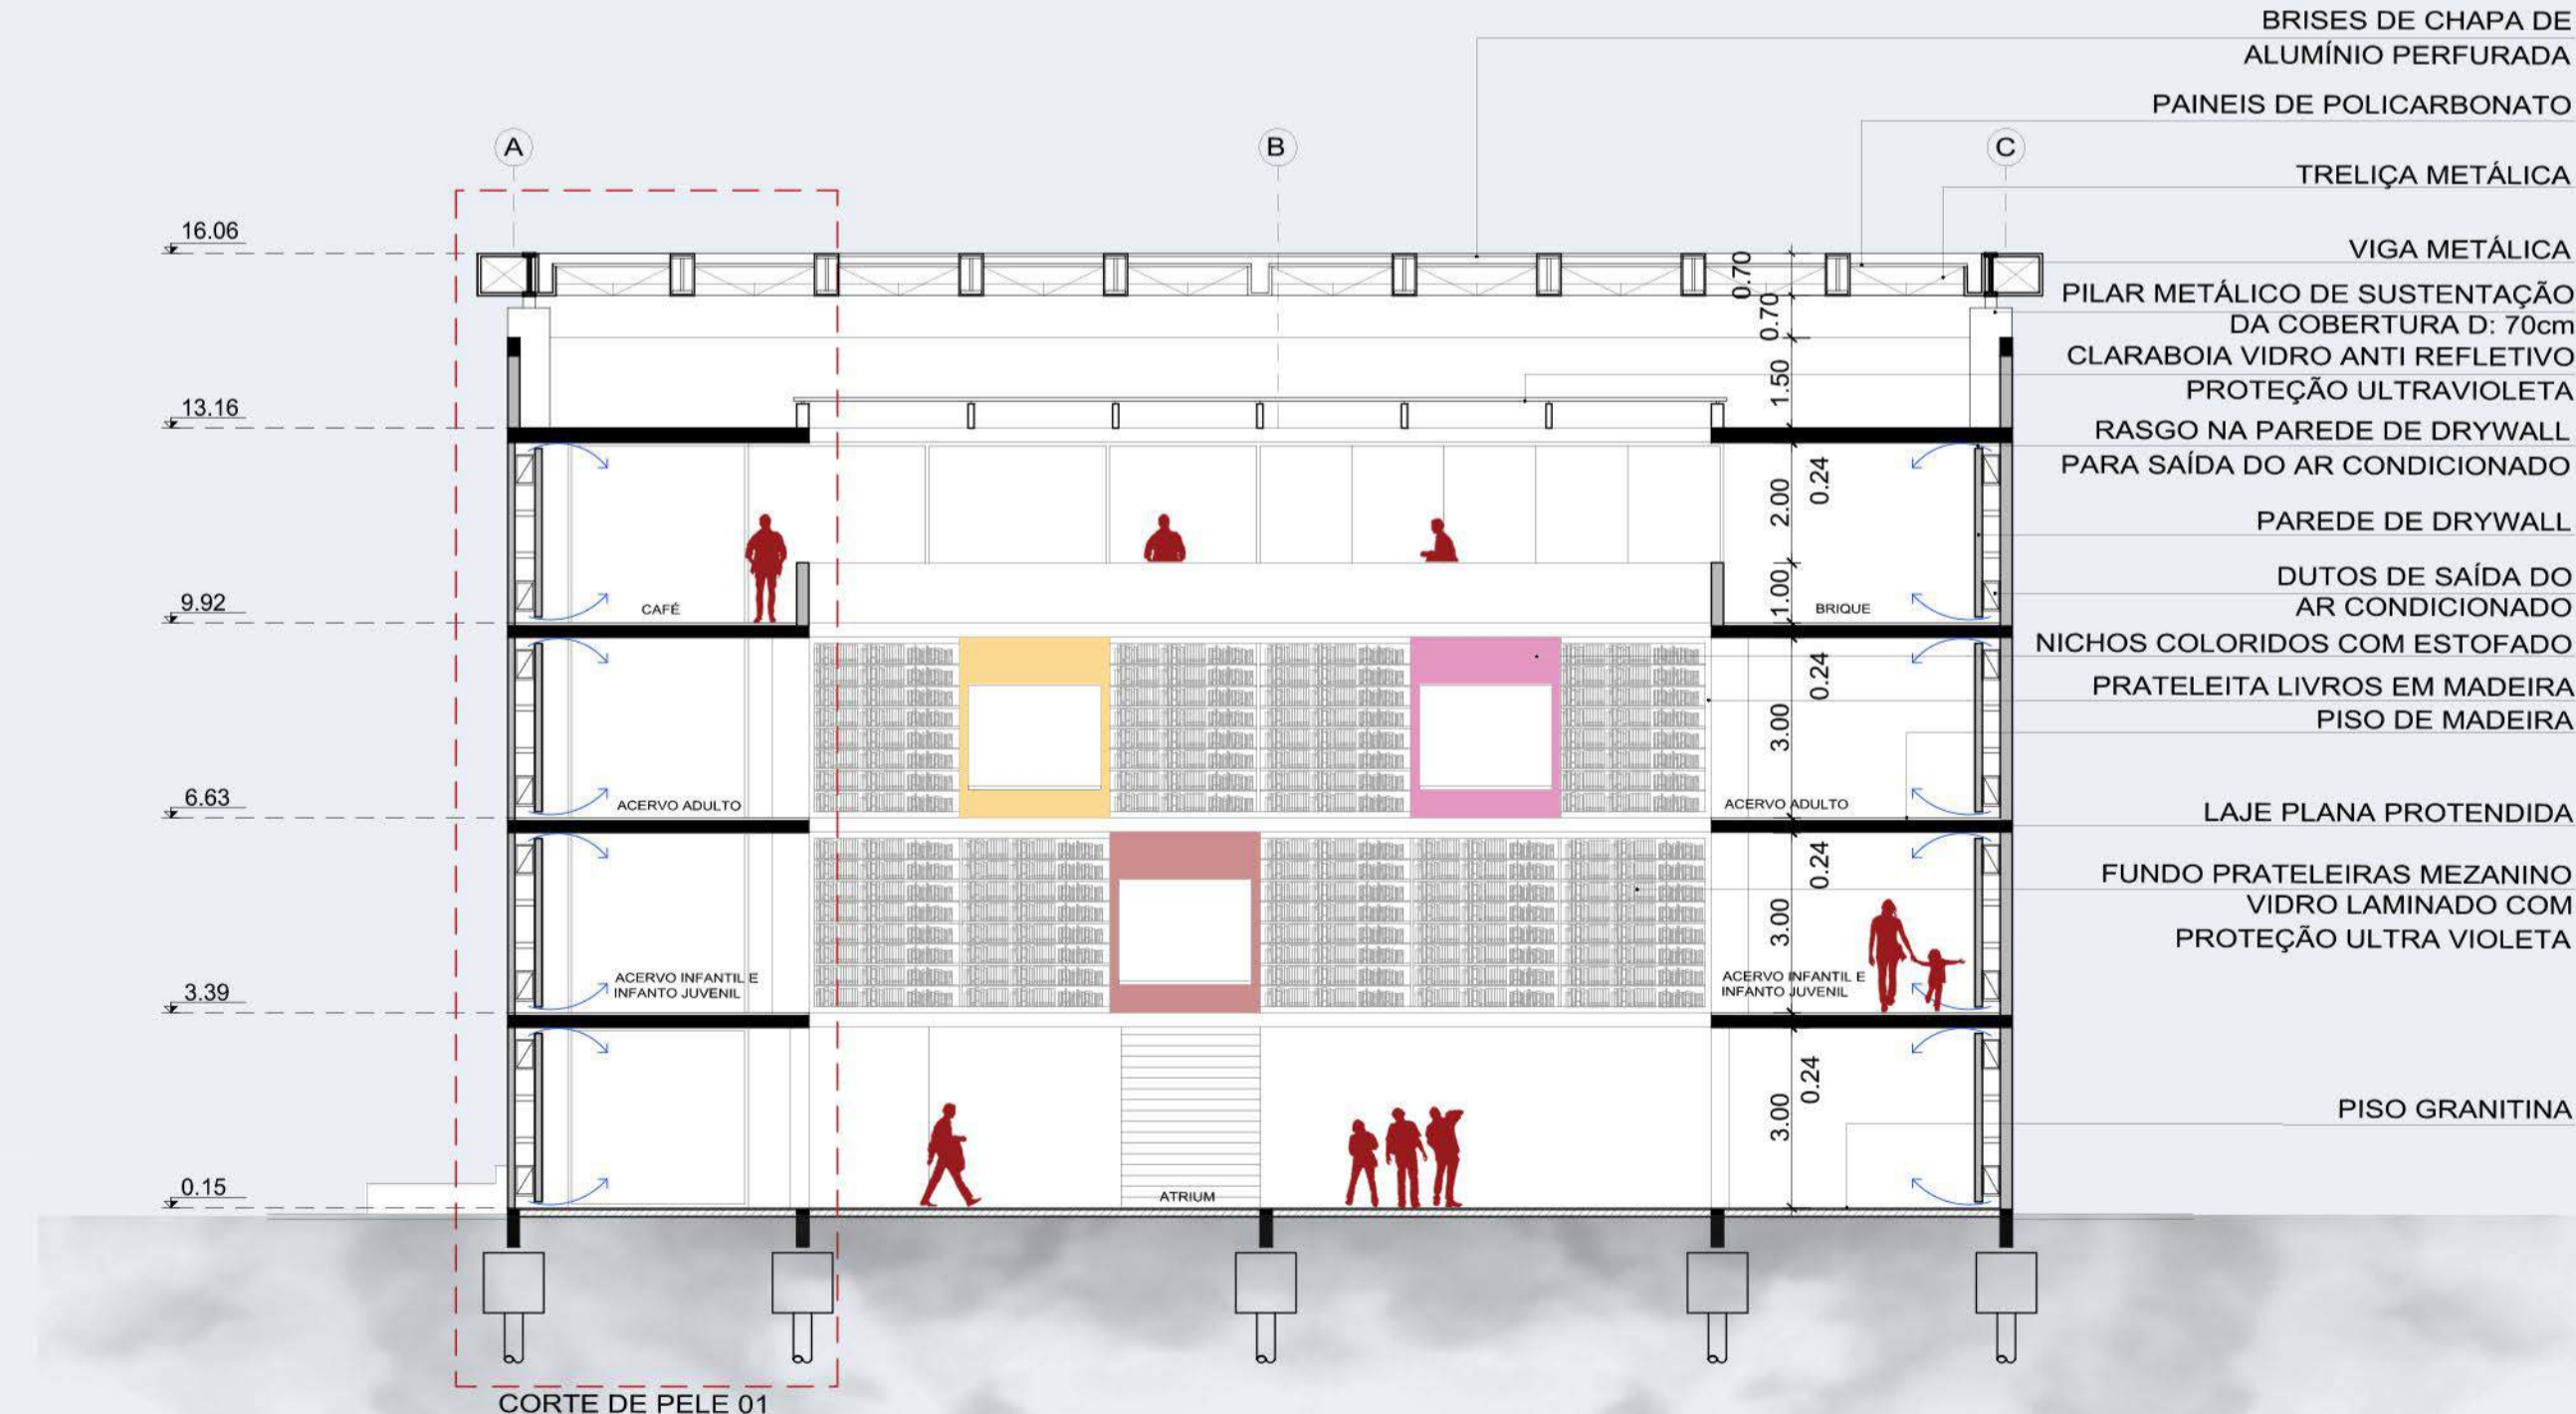 BRISES DE CHAPA DE
ALUMÍNIO PERFURADA
PAINEIS DE POLICARBONATO
TRELIÇA METÁLICA
VIGA METÁLICA
PILAR METÁLICO DE SUSTENTAÇÃO
DA COBERTURA D: 70cm
CLARABOIA VIDRO ANTI REFLETIVO
PROTEÇÃO ULTRAVIOLETA
RASGO NA PAREDE DE DRYWALL
PARA SAÍDA DO AR CONDICIONADO
PAREDE DE DRYWALL
DUTOS DE SAÍDA DO
AR CONDICIONADO
NICHOS COLORIDOS COM ESTOFADO
PRATELEITA LIVROS EM MADEIRA
PISO DE MADEIRA
LAJE PLANA PROTENDIDA
FUNDO PRATELEIRAS MEZANINO
VIDRO LAMINADO COM
PROTEÇÃO ULTRA VIOLETA
PISO GRANITINA
A
B
C
16.06
13.16
9.92
6.63
3.39
0.15
0.70
0.70
1.50
2.00
0.24
1.00
0.24
3.00
0.24
3.00
0.24
3.00
CAFÉ
BRIQUE
ACERVO ADULTO
ACERVO ADULTO
ACERVO INFANTIL E
INFANTO JUVENIL
ACERVO INFANTIL E
INFANTO JUVENIL
ATRIUM
CORTE DE PELE 01